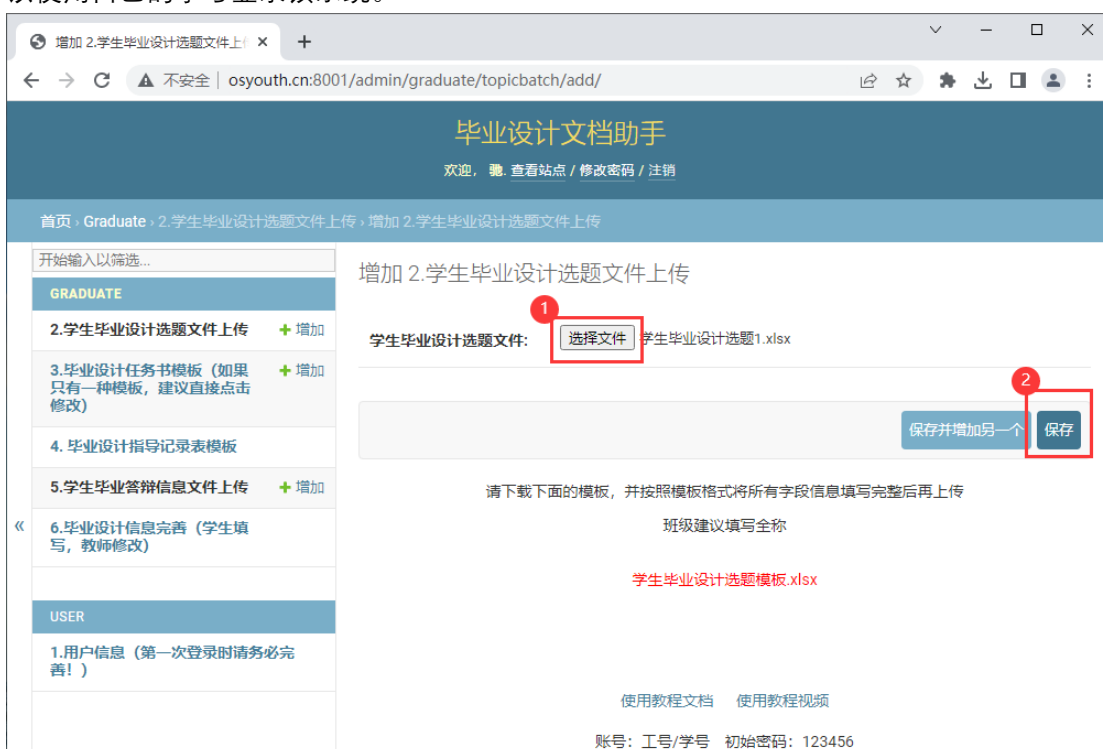 增加 2.学生毕业设计选题文件上
不安全 | osyouth.cn:8001/admin/graduate/topicbatch/add/
毕业设计文档助手
欢迎， 骢. 查看站点 / 修改密码 / 注销
首页 › Graduate › 2.学生毕业设计选题文件上传 › 增加 2.学生毕业设计选题文件上传
开始输入以筛选...
GRADUATE
2.学生毕业设计选题文件上传 增加
3.毕业设计任务书模板（如果
只有一种模板，建议直接点击
修改） 增加
4. 毕业设计指导记录表模板
5.学生毕业答辩信息文件上传 增加
6.毕业设计信息完善（学生填
写，教师修改）
USER
1.用户信息（第一次登录时请务必完
善！）
增加 2.学生毕业设计选题文件上传
1
学生毕业设计选题文件: 选择文件 学生毕业设计选题1.xlsx
2
保存并增加另一个 保存
请下载下面的模板，并按照模板格式将所有字段信息填写完整后再上传
班级建议填写全称
学生毕业设计选题模板.xlsx
使用教程文档 使用教程视频
账号：工号/学号 初始密码：123456